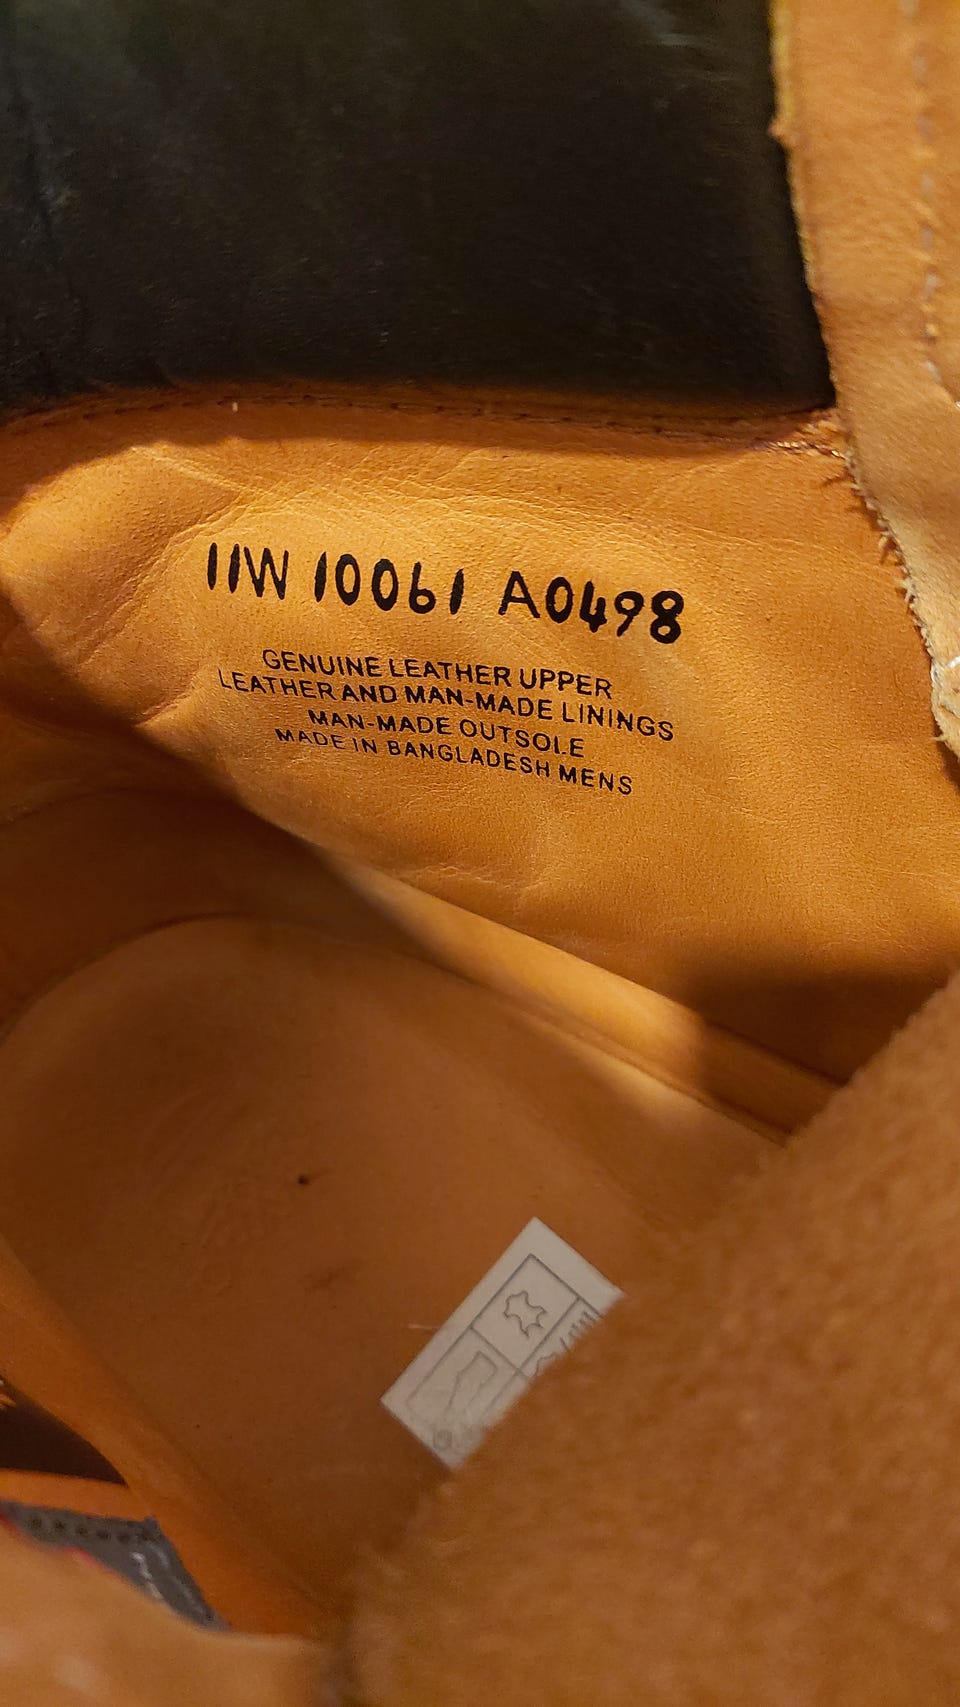 11W 10061 A0498
GENUINE LEATHER UPPER
LEATHER AND MAN-MADE LININGS
MAN-MADE OUTSOLE
MADE IN BANGLADESH MENS